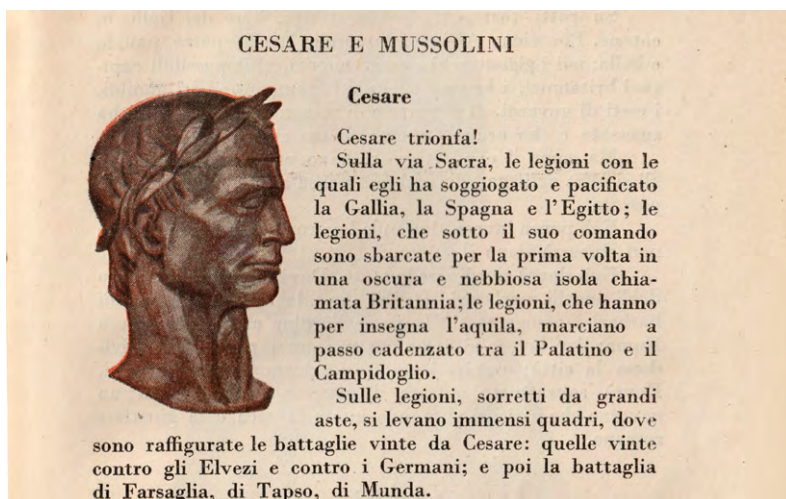 CESARE E MUSSOLINI
Cesare
Cesare trionfa!
Sulla via Sacra, le legioni con le
quali egli ha soggiogato e pacificato
la Gallia, la Spagna e l'Egitto; le
legioni, che sotto il suo comando
sono sbarcate per la prima volta in
una oscura e nebbiosa isola chia-
mata Britannia; le legioni, che hanno
per insegna l'aquila, marciano a
passo cadenzato tra il Palatino e il
Campidoglio.
Sulle legioni, sorretti da grandi
aste, si levano immensi quadri, dove
sono raffigurate le battaglie vinte da Cesare: quelle vinte
contro gli Elvezi e contro i Germani; e poi la battaglia
di Farsaglia, di Tapso, di Munda.